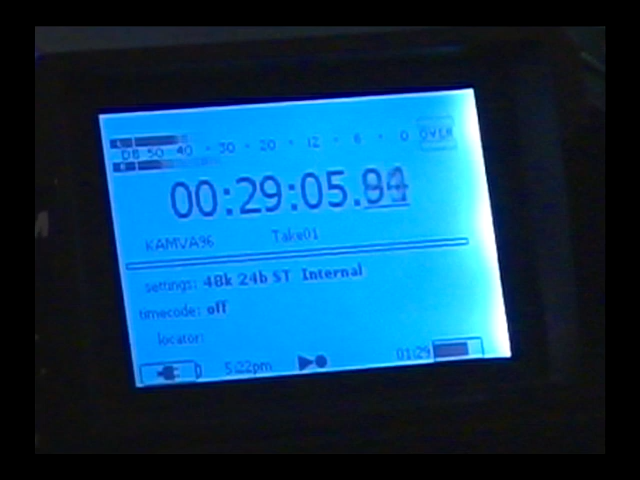 L
DB 50 40 · 30 · 20 · 12 · 6 · 0 OVER
R
00:29:05.
KAMVA96 Take01
settings: 48k 24b ST Internal
timecode: off
locator:
5:22pm 01:29